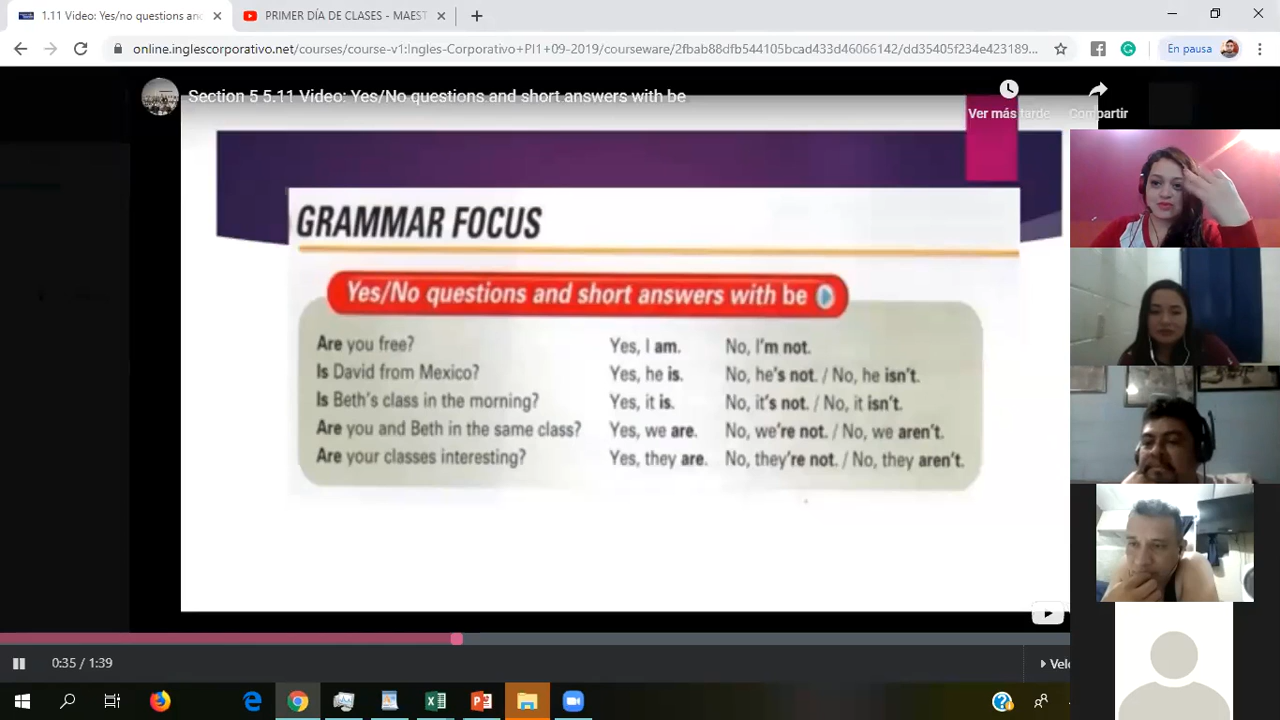 1.11 Video: Yes/No questions and
PRIMER DÍA DE CLASES - MAEST
online.inglescorporativo.net/courses/course-v1:Ingles-Corporativo+PI1+09-2019/courseware/2fbab88dfb544105bcad433d46066142/dd35405f234e423189...
En pausa
Section 5 5.11 Video: Yes/No questions and short answers with be
Ver más tarde
Compartir
GRAMMAR FOCUS
Yes/No questions and short answers with be
Are you free? Yes, I am. No, I'm not.
Is David from Mexico? Yes, he is. No, he's not. / No, he isn't.
Is Beth's class in the morning? Yes, it is. No, it's not. / No, it isn't.
Are you and Beth in the same class? Yes, we are. No, we're not. / No, we aren't.
Are your classes interesting? Yes, they are. No, they're not. / No, they aren't.
0:35 / 1:39
Velo